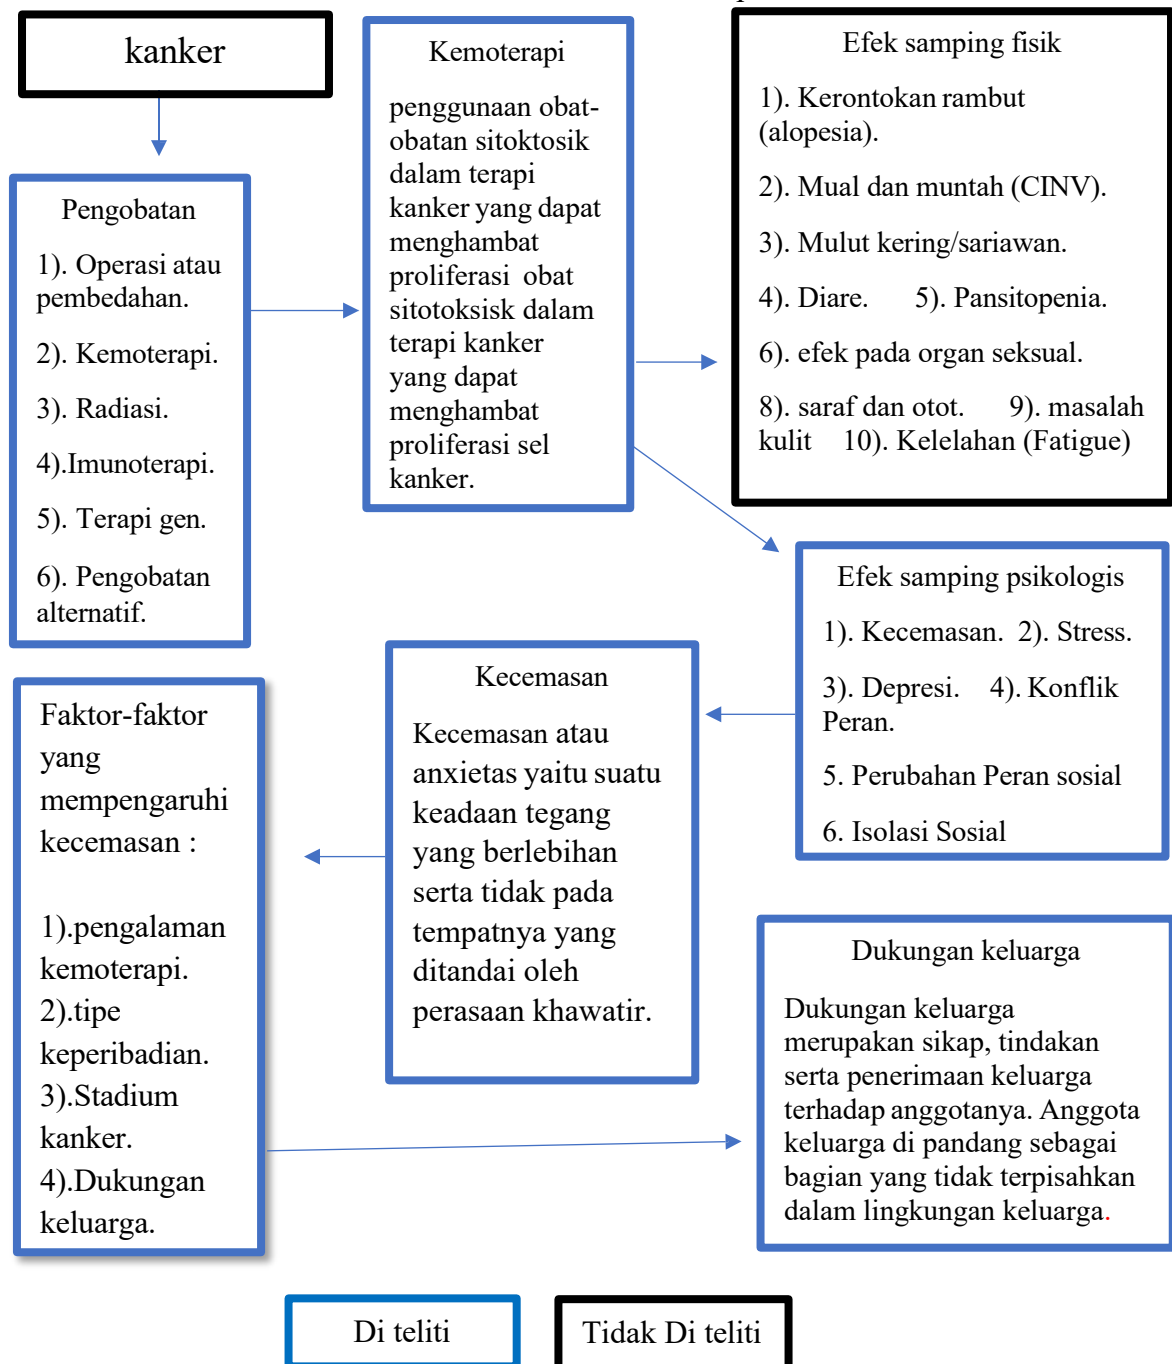 kanker
Pengobatan
1). Operasi atau
pembedahan.
2). Kemoterapi.
3). Radiasi.
4).Imunoterapi.
5). Terapi gen.
6). Pengobatan
alternatif.
Kemoterapi
penggunaan obat-
obatan sitoktosik
dalam terapi
kanker yang dapat
menghambat
proliferasi obat
sitotoksisk dalam
terapi kanker
yang dapat
menghambat
proliferasi sel
kanker.
Efek samping fisik
1). Kerontokan rambut
(alopesia).
2). Mual dan muntah (CINV).
3). Mulut kering/sariawan.
4). Diare. 5). Pansitopenia.
6). efek pada organ seksual.
8). saraf dan otot. 9). masalah
kulit 10). Kelelahan (Fatigue)
Efek samping psikologis
1). Kecemasan. 2). Stress.
3). Depresi. 4). Konflik
Peran.
5. Perubahan Peran sosial
6. Isolasi Sosial
Kecemasan
Kecemasan atau
anxietas yaitu suatu
keadaan tegang
yang berlebihan
serta tidak pada
tempatnya yang
ditandai oleh
perasaan khawatir.
Faktor-faktor
yang
mempengaruhi
kecemasan :
1).pengalaman
kemoterapi.
2).tipe
keperibadian.
3).Stadium
kanker.
4).Dukungan
keluarga.
Dukungan keluarga
Dukungan keluarga
merupakan sikap, tindakan
serta penerimaan keluarga
terhadap anggotanya. Anggota
keluarga di pandang sebagai
bagian yang tidak terpisahkan
dalam lingkungan keluarga.
Di teliti
Tidak Di teliti